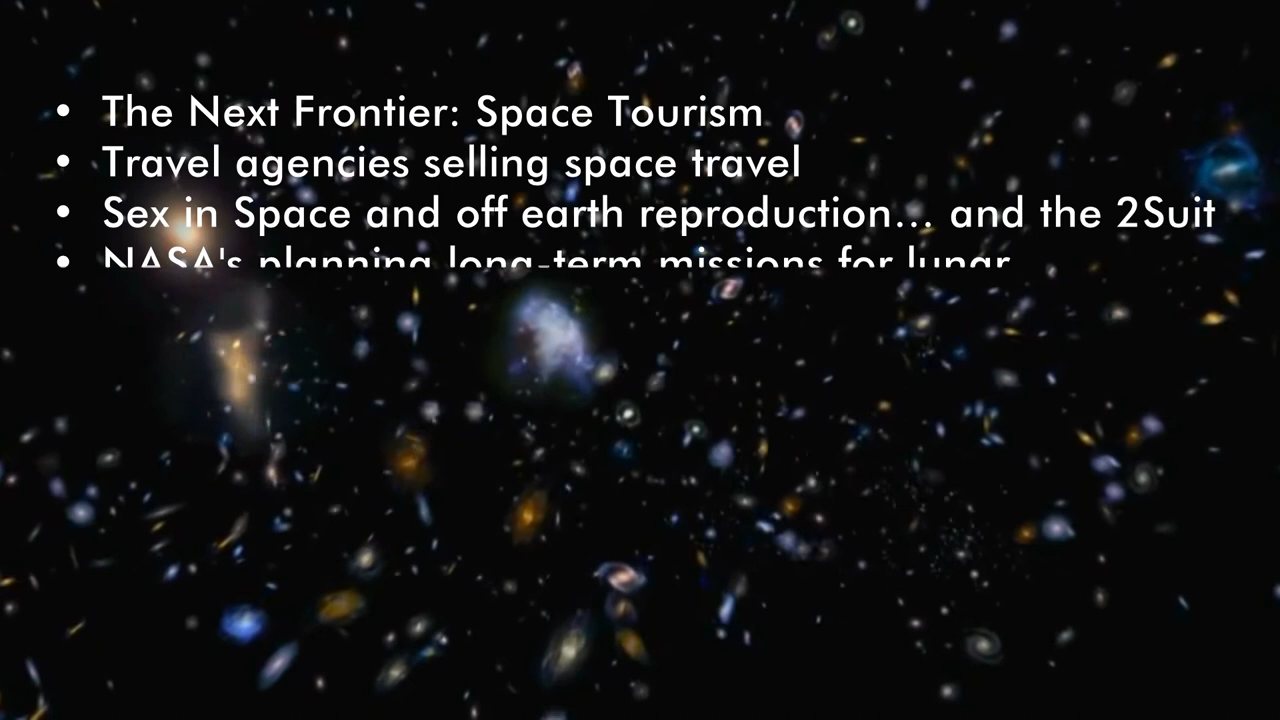 • The Next Frontier: Space Tourism
• Travel agencies selling space travel
• Sex in Space and off earth reproduction... and the 2Suit
• NASA's planning long-term missions for lunar